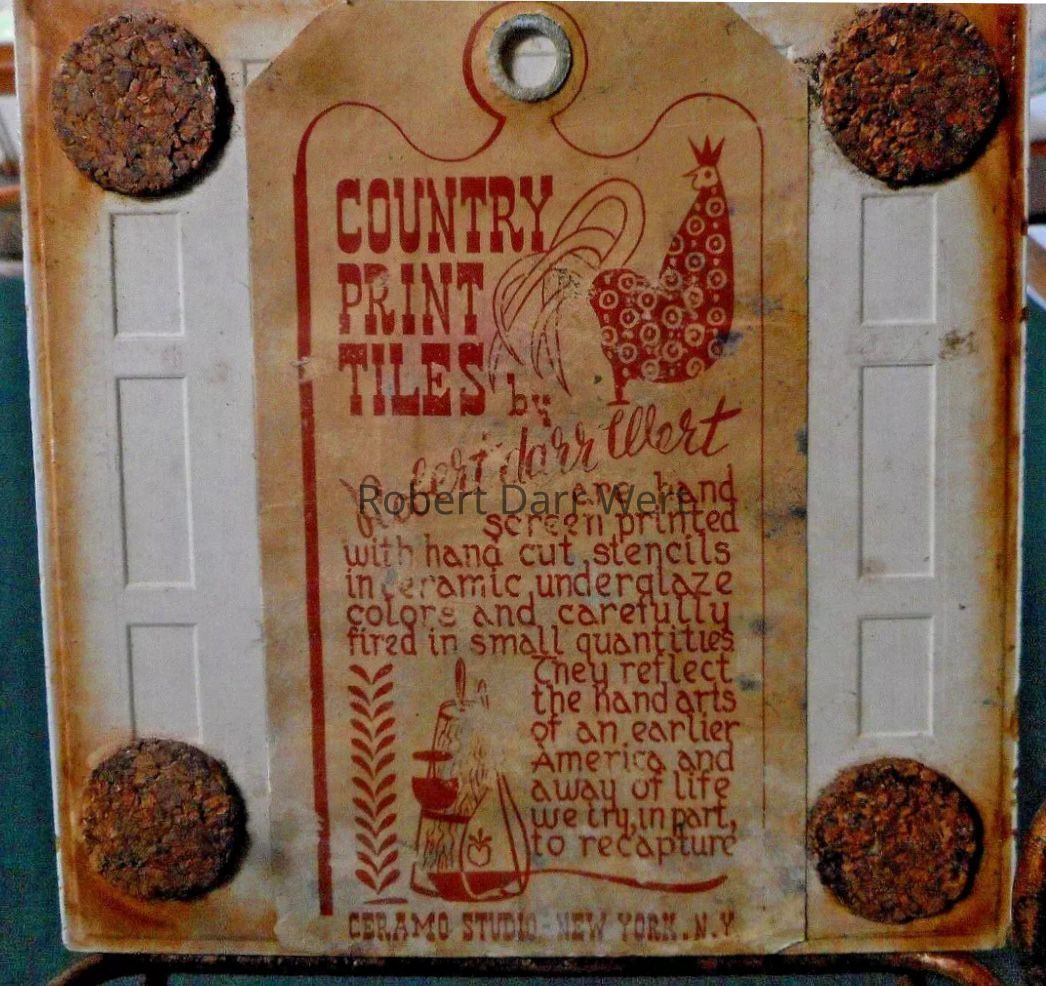 COUNTRY
PRINT
TILES by
Robert darr Wert
Robert Darr Wert
are hand
screen printed
with hand cut stencils
in ceramic underglaze
colors and carefully
fired in small quantities.
They reflect
the hand arts
of an earlier
America and
away of life
we try, in part,
to recapture
CERAMO STUDIO - NEW YORK. N.Y